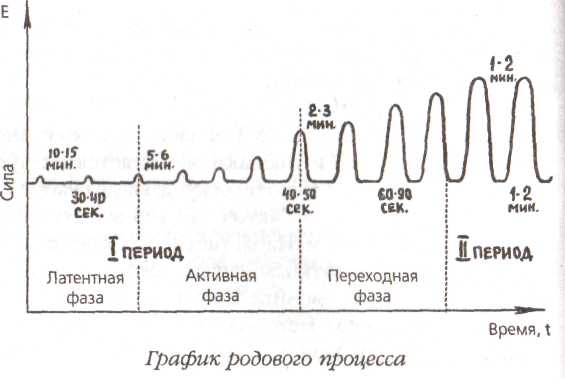 E
Сила
10-15
мин.
30-40
сек.
5-6
мин.
2-3
мин.
40-50
сек.
60-90
сек.
1-2
мин.
1-2
мин.
I период
II период
Латентная
фаза
Активная
фаза
Переходная
фаза
Время, t
График родового процесса